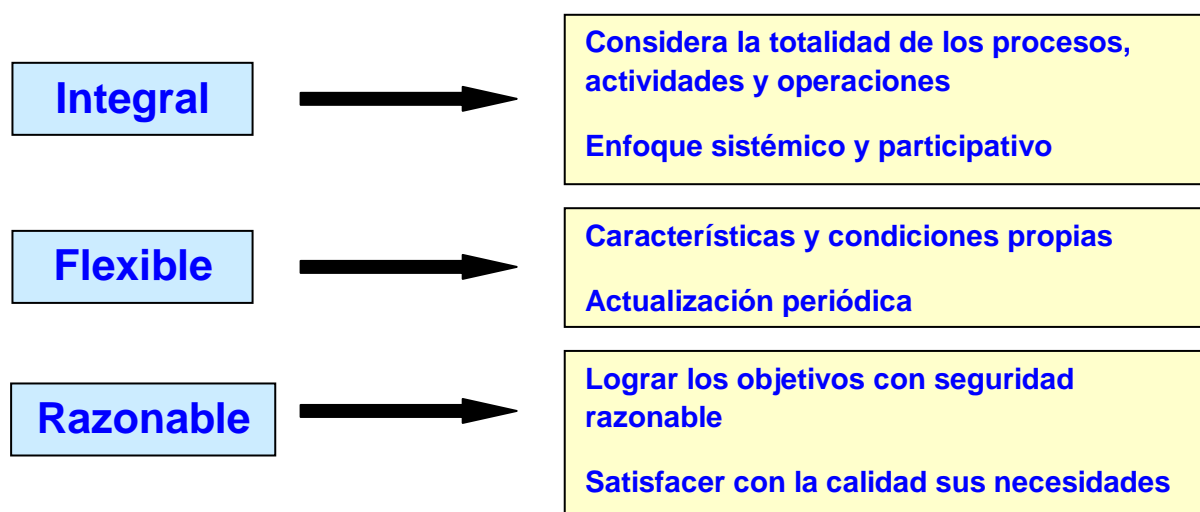 Integral
Considera la totalidad de los procesos,
actividades y operaciones
Enfoque sistémico y participativo
Flexible
Características y condiciones propias
Actualización periódica
Razonable
Lograr los objetivos con seguridad
razonable
Satisfacer con la calidad sus necesidades